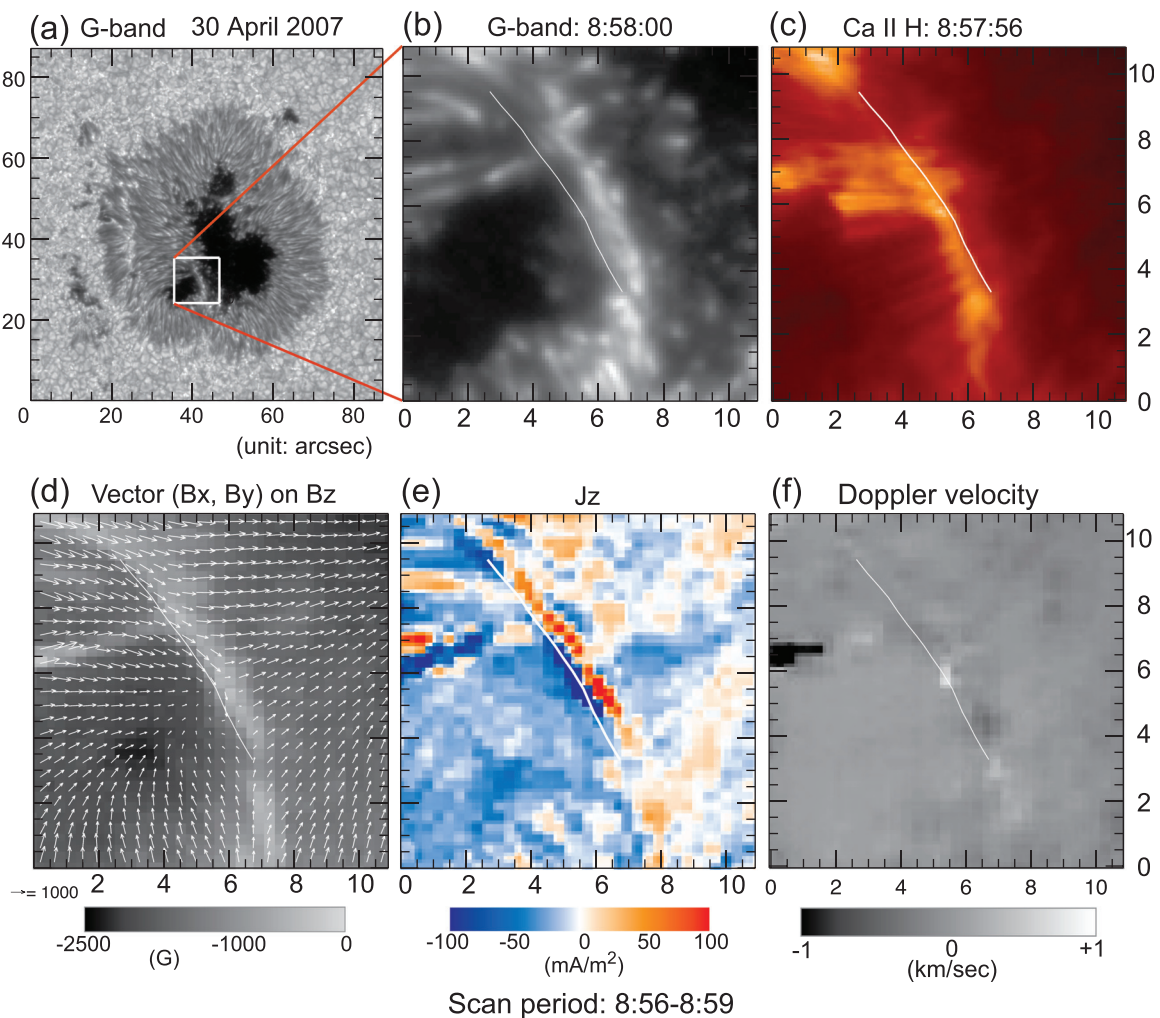 (a) G-band 30 April 2007
(b) G-band: 8:58:00
(c) Ca II H: 8:57:56
80
60
40
20
0 20 40 60 80
(unit: arcsec)
0 2 4 6 8 10
10
8
6
4
2
0
0 2 4 6 8 10
(d) Vector (Bx, By) on Bz
(e) Jz
(f) Doppler velocity
2 4 6 8 10
→= 1000
-2500 -1000 0
(G)
0 2 4 6 8 10
-100 -50 0 50 100
(mA/m²)
10
8
6
4
2
0
0 2 4 6 8 10
-1 0 +1
(km/sec)
Scan period: 8:56-8:59